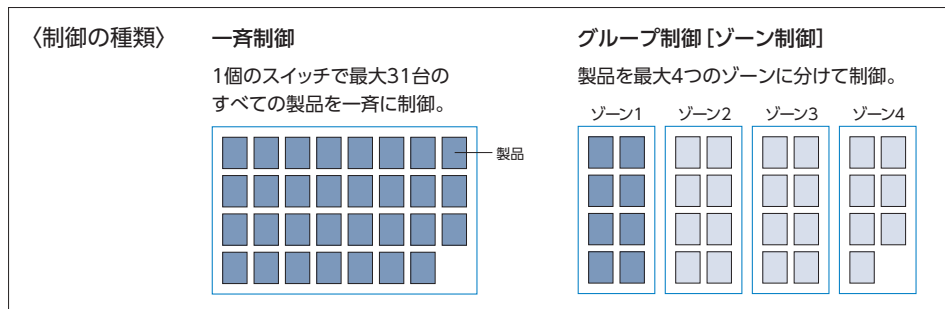 〈制御の種類〉
一斉制御
1個のスイッチで最大31台の
すべての製品を一斉に制御。
製品
グループ制御[ゾーン制御]
製品を最大4つのゾーンに分けて制御。
ゾーン1
ゾーン2
ゾーン3
ゾーン4